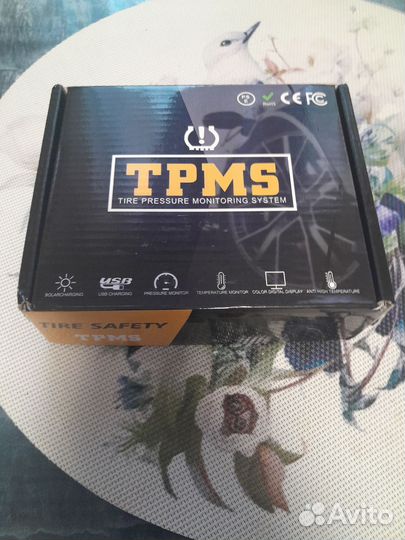 RoHS CE FC
TPMS
TIRE PRESSURE MONITORING SYSTEM
USB
SOLARCHARGING USB CHARGING PRESSURE MONITOR TEMPERATURE MONITOR COLOR DIGITAL DISPLAY ANTI HIGH TEMPERATURE
TIRE SAFETY
TPMS
Avito